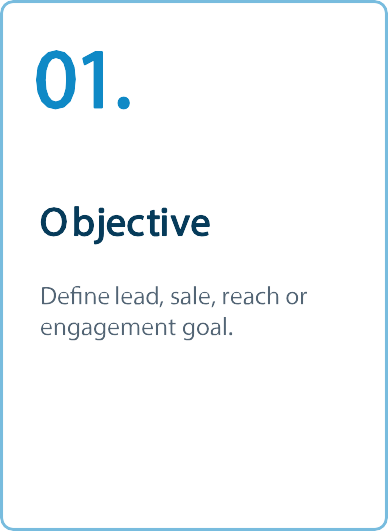 01.
Objective
Define lead, sale, reach or
engagement goal.